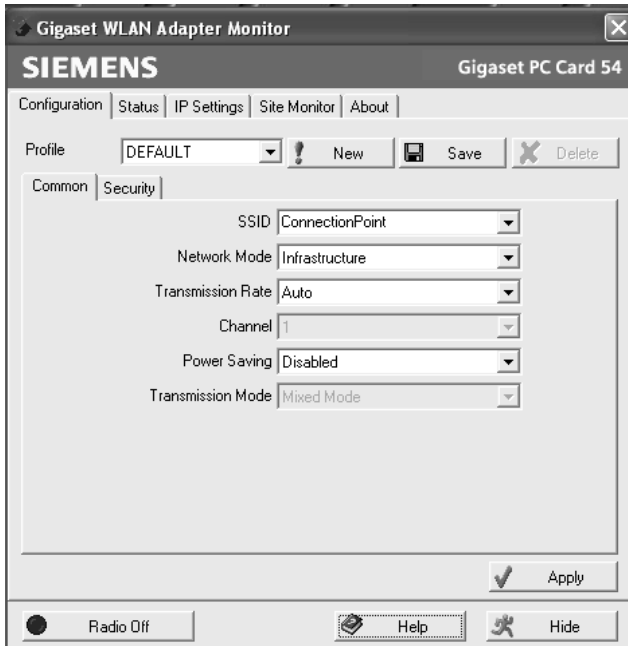 Gigaset WLAN Adapter Monitor
SIEMENS Gigaset PC Card 54
Configuration Status IP Settings Site Monitor About
Profile DEFAULT New Save Delete
Common Security
SSID ConnectionPoint
Network Mode Infrastructure
Transmission Rate Auto
Channel 1
Power Saving Disabled
Transmission Mode Mixed Mode
Apply
Radio Off Help Hide